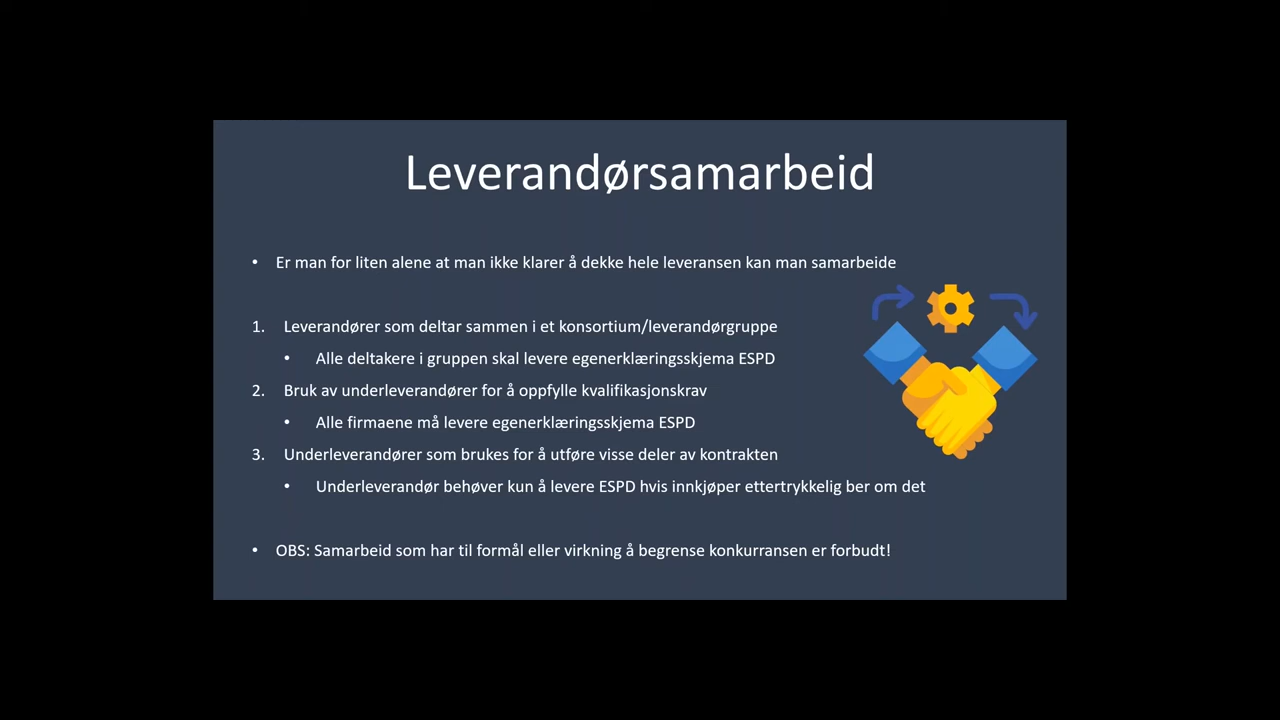 Leverandørsamarbeid
• Er man for liten alene at man ikke klarer å dekke hele leveransen kan man samarbeide
1. Leverandører som deltar sammen i et konsortium/leverandørgruppe
• Alle deltakere i gruppen skal levere egenerklæringsskjema ESPD
2. Bruk av underleverandører for å oppfylle kvalifikasjonskrav
• Alle firmaene må levere egenerklæringsskjema ESPD
3. Underleverandører som brukes for å utføre visse deler av kontrakten
• Underleverandør behøver kun å levere ESPD hvis innkjøper ettertrykkelig ber om det
• OBS: Samarbeid som har til formål eller virkning å begrense konkurransen er forbudt!